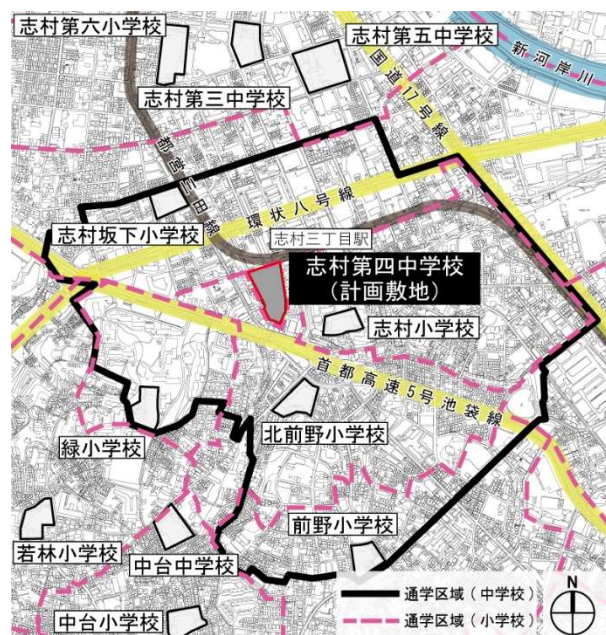 志村第六小学校
志村第五中学校
新河岸川
志村第三中学校
国道17号線
都営三田線
環状八号線
志村坂下小学校
志村三丁目駅
志村第四中学校
（計画敷地）
志村小学校
首都高速5号池袋線
北前野小学校
緑小学校
前野小学校
若林小学校
中台中学校
中台小学校
通学区域（中学校）
通学区域（小学校）
N